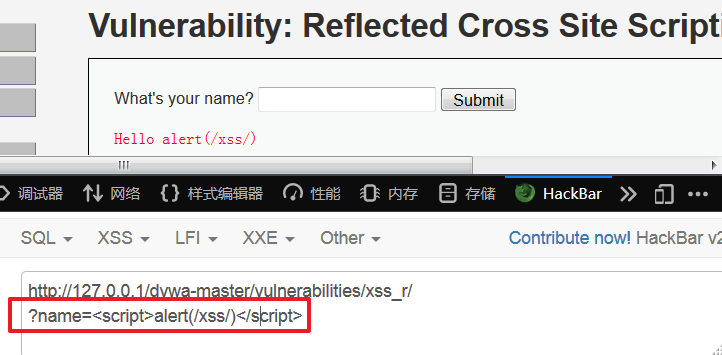 Vulnerability: Reflected Cross Site Scripti
What's your name? Submit
Hello alert(/xss/)
调试器 网络 {} 样式编辑器 性能 内存 存储 HackBar
SQL XSS LFI XXE Other Contribute now! HackBar v2
http://127.0.0.1/dvwa-master/vulnerabilities/xss_r/
?name=<script>alert(/xss/)</script>